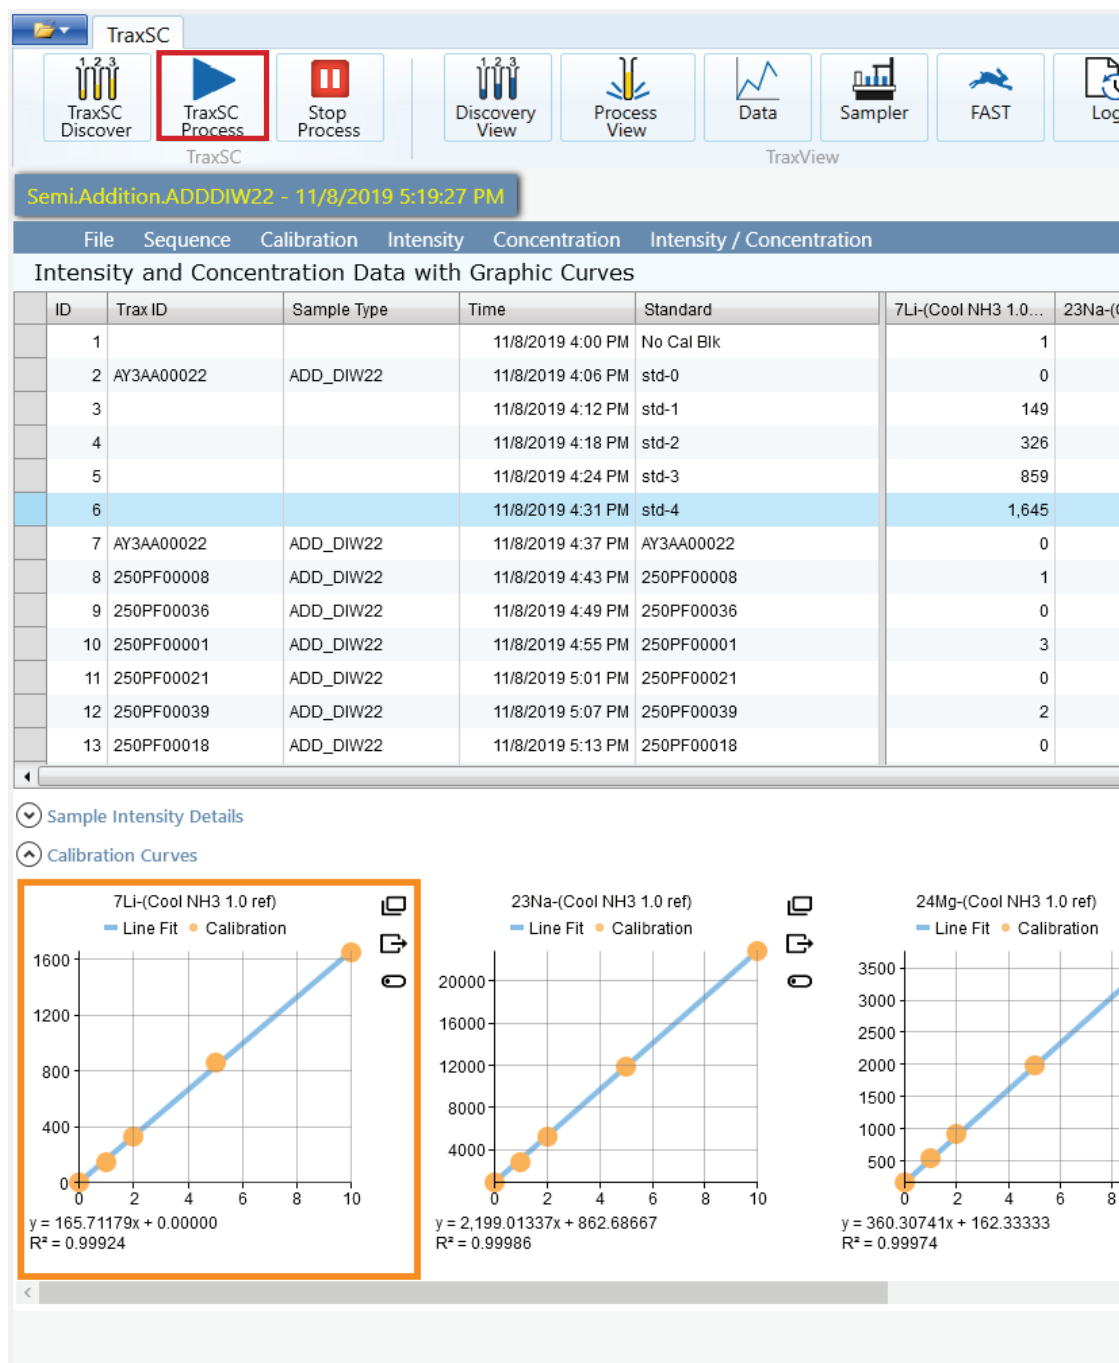 TraxSC
1 2 3
TraxSC
Discover
TraxSC
Process
Stop
Process
TraxSC
1 2 3
Discovery
View
Process
View
Data
Sampler
FAST
TraxView
Semi.Addition.ADDDIW22 - 11/8/2019 5:19:27 PM
File Sequence Calibration Intensity Concentration Intensity / Concentration
Intensity and Concentration Data with Graphic Curves
ID Trax ID Sample Type Time Standard 7Li-(Cool NH3 1.0... 23Na-(
1 11/8/2019 4:00 PM No Cal Blk 1
2 AY3AA00022 ADD_DIW22 11/8/2019 4:06 PM std-0 0
3 11/8/2019 4:12 PM std-1 149
4 11/8/2019 4:18 PM std-2 326
5 11/8/2019 4:24 PM std-3 859
6 11/8/2019 4:31 PM std-4 1,645
7 AY3AA00022 ADD_DIW22 11/8/2019 4:37 PM AY3AA00022 0
8 250PF00008 ADD_DIW22 11/8/2019 4:43 PM 250PF00008 1
9 250PF00036 ADD_DIW22 11/8/2019 4:49 PM 250PF00036 0
10 250PF00001 ADD_DIW22 11/8/2019 4:55 PM 250PF00001 3
11 250PF00021 ADD_DIW22 11/8/2019 5:01 PM 250PF00021 0
12 250PF00039 ADD_DIW22 11/8/2019 5:07 PM 250PF00039 2
13 250PF00018 ADD_DIW22 11/8/2019 5:13 PM 250PF00018 0
Sample Intensity Details
Calibration Curves
7Li-(Cool NH3 1.0 ref)
Line Fit Calibration
1600
1200
800
400
0
0 2 4 6 8 10
y = 165.71179x + 0.00000
R² = 0.99924
23Na-(Cool NH3 1.0 ref)
Line Fit Calibration
20000
16000
12000
8000
4000
0 2 4 6 8 10
y = 2,199.01337x + 862.68667
R² = 0.99986
24Mg-(Cool NH3 1.0 ref)
Line Fit Calibration
3500
3000
2500
2000
1500
1000
500
0 2 4 6 8
y = 360.30741x + 162.33333
R² = 0.99974